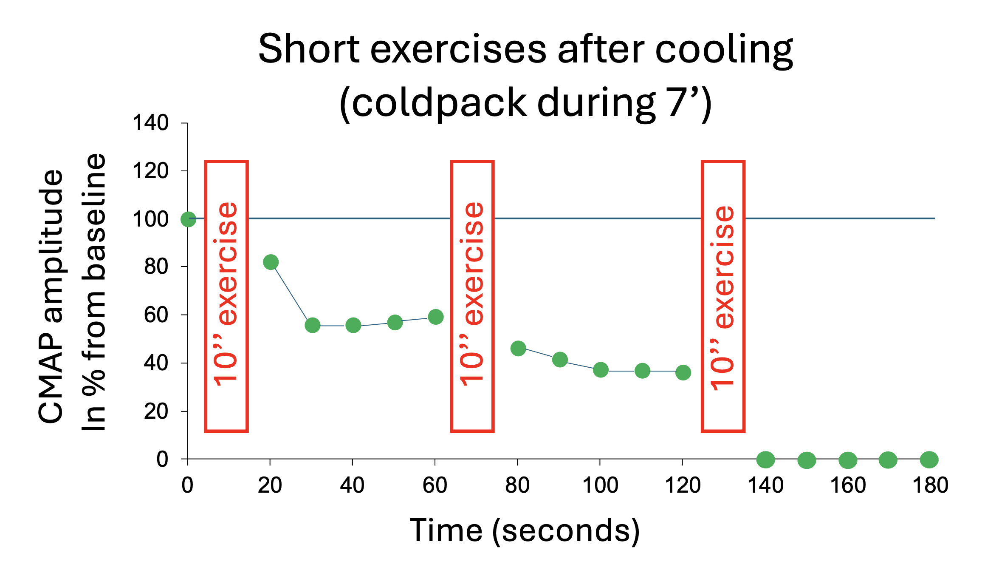 Short exercises after cooling
(coldpack during 7’)
CMAP amplitude
In % from baseline
140
120
100
80
60
40
20
0
10’’ exercise
10’’ exercise
10’’ exercise
0 20 40 60 80 100 120 140 160 180
Time (seconds)